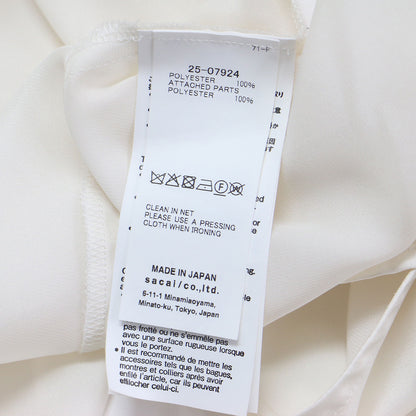 71-F
25-07924
POLYESTER 100%
ATTACHED PARTS
POLYESTER 100%
CLEAN IN NET
PLEASE USE A PRESSING
CLOTH WHEN IRONING
MADE IN JAPAN
sacai/co.,ltd.
6-11-1 Minamiaoyama,
Minato-ku, Tokyo, Japan
pas frotté ou ne s'emmêle pas
avec une surface rugueuse lorsque
vous le portez.
* Il est recommandé de mettre les
accessoires tels que les bagues,
montres et colliers après avoir
enfilé l'article, car ils peuvent
effilocher celui-ci.